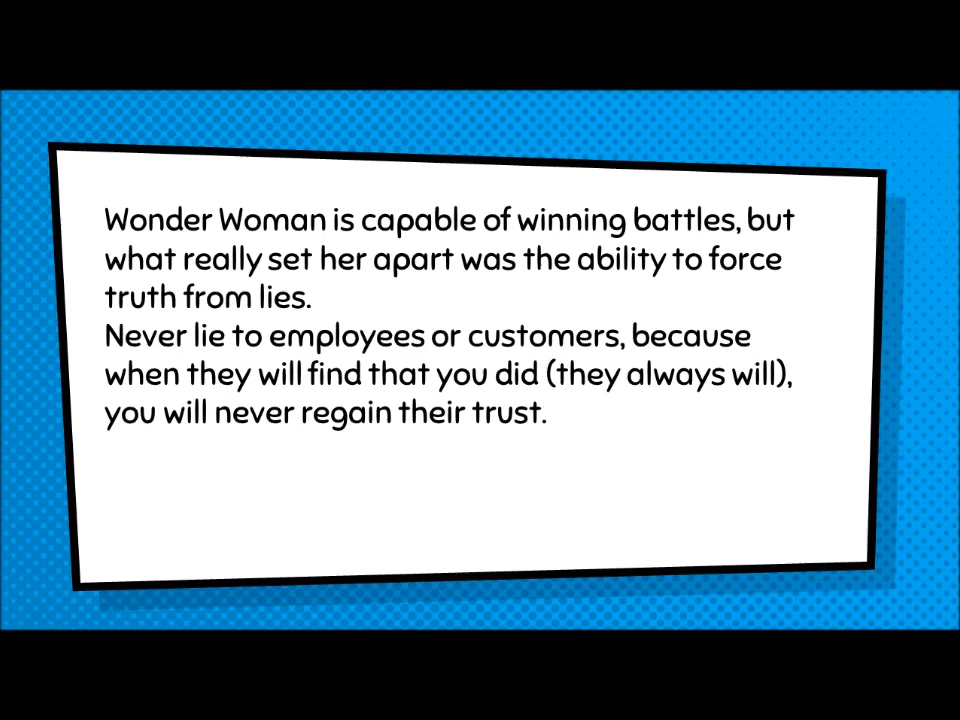 Wonder Woman is capable of winning battles, but
what really set her apart was the ability to force
truth from lies.
Never lie to employees or customers, because
when they will find that you did (they always will),
you will never regain their trust.